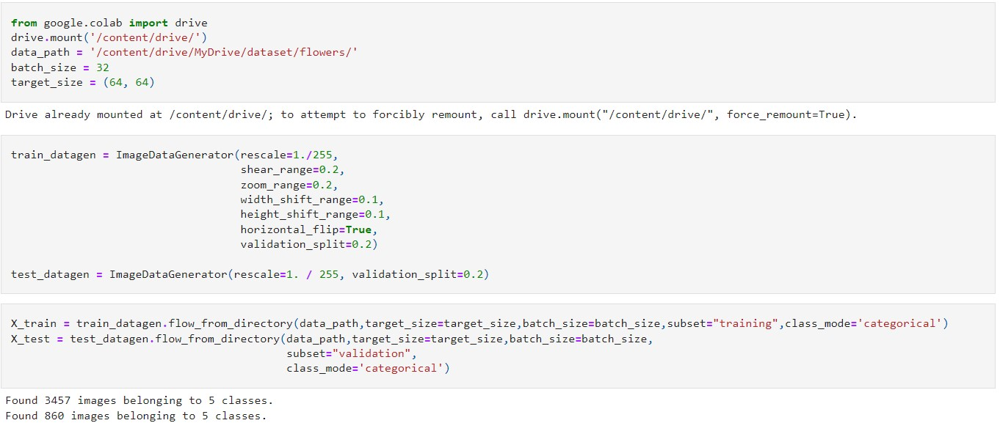 from google.colab import drive
drive.mount('/content/drive/')
data_path = '/content/drive/MyDrive/dataset/flowers/'
batch_size = 32
target_size = (64, 64)
Drive already mounted at /content/drive/; to attempt to forcibly remount, call drive.mount("/content/drive/", force_remount=True).
train_datagen = ImageDataGenerator(rescale=1./255,
shear_range=0.2,
zoom_range=0.2,
width_shift_range=0.1,
height_shift_range=0.1,
horizontal_flip=True,
validation_split=0.2)
test_datagen = ImageDataGenerator(rescale=1. / 255, validation_split=0.2)
X_train = train_datagen.flow_from_directory(data_path,target_size=target_size,batch_size=batch_size,subset="training",class_mode='categorical')
X_test = test_datagen.flow_from_directory(data_path,target_size=target_size,batch_size=batch_size,
subset="validation",
class_mode='categorical')
Found 3457 images belonging to 5 classes.
Found 860 images belonging to 5 classes.